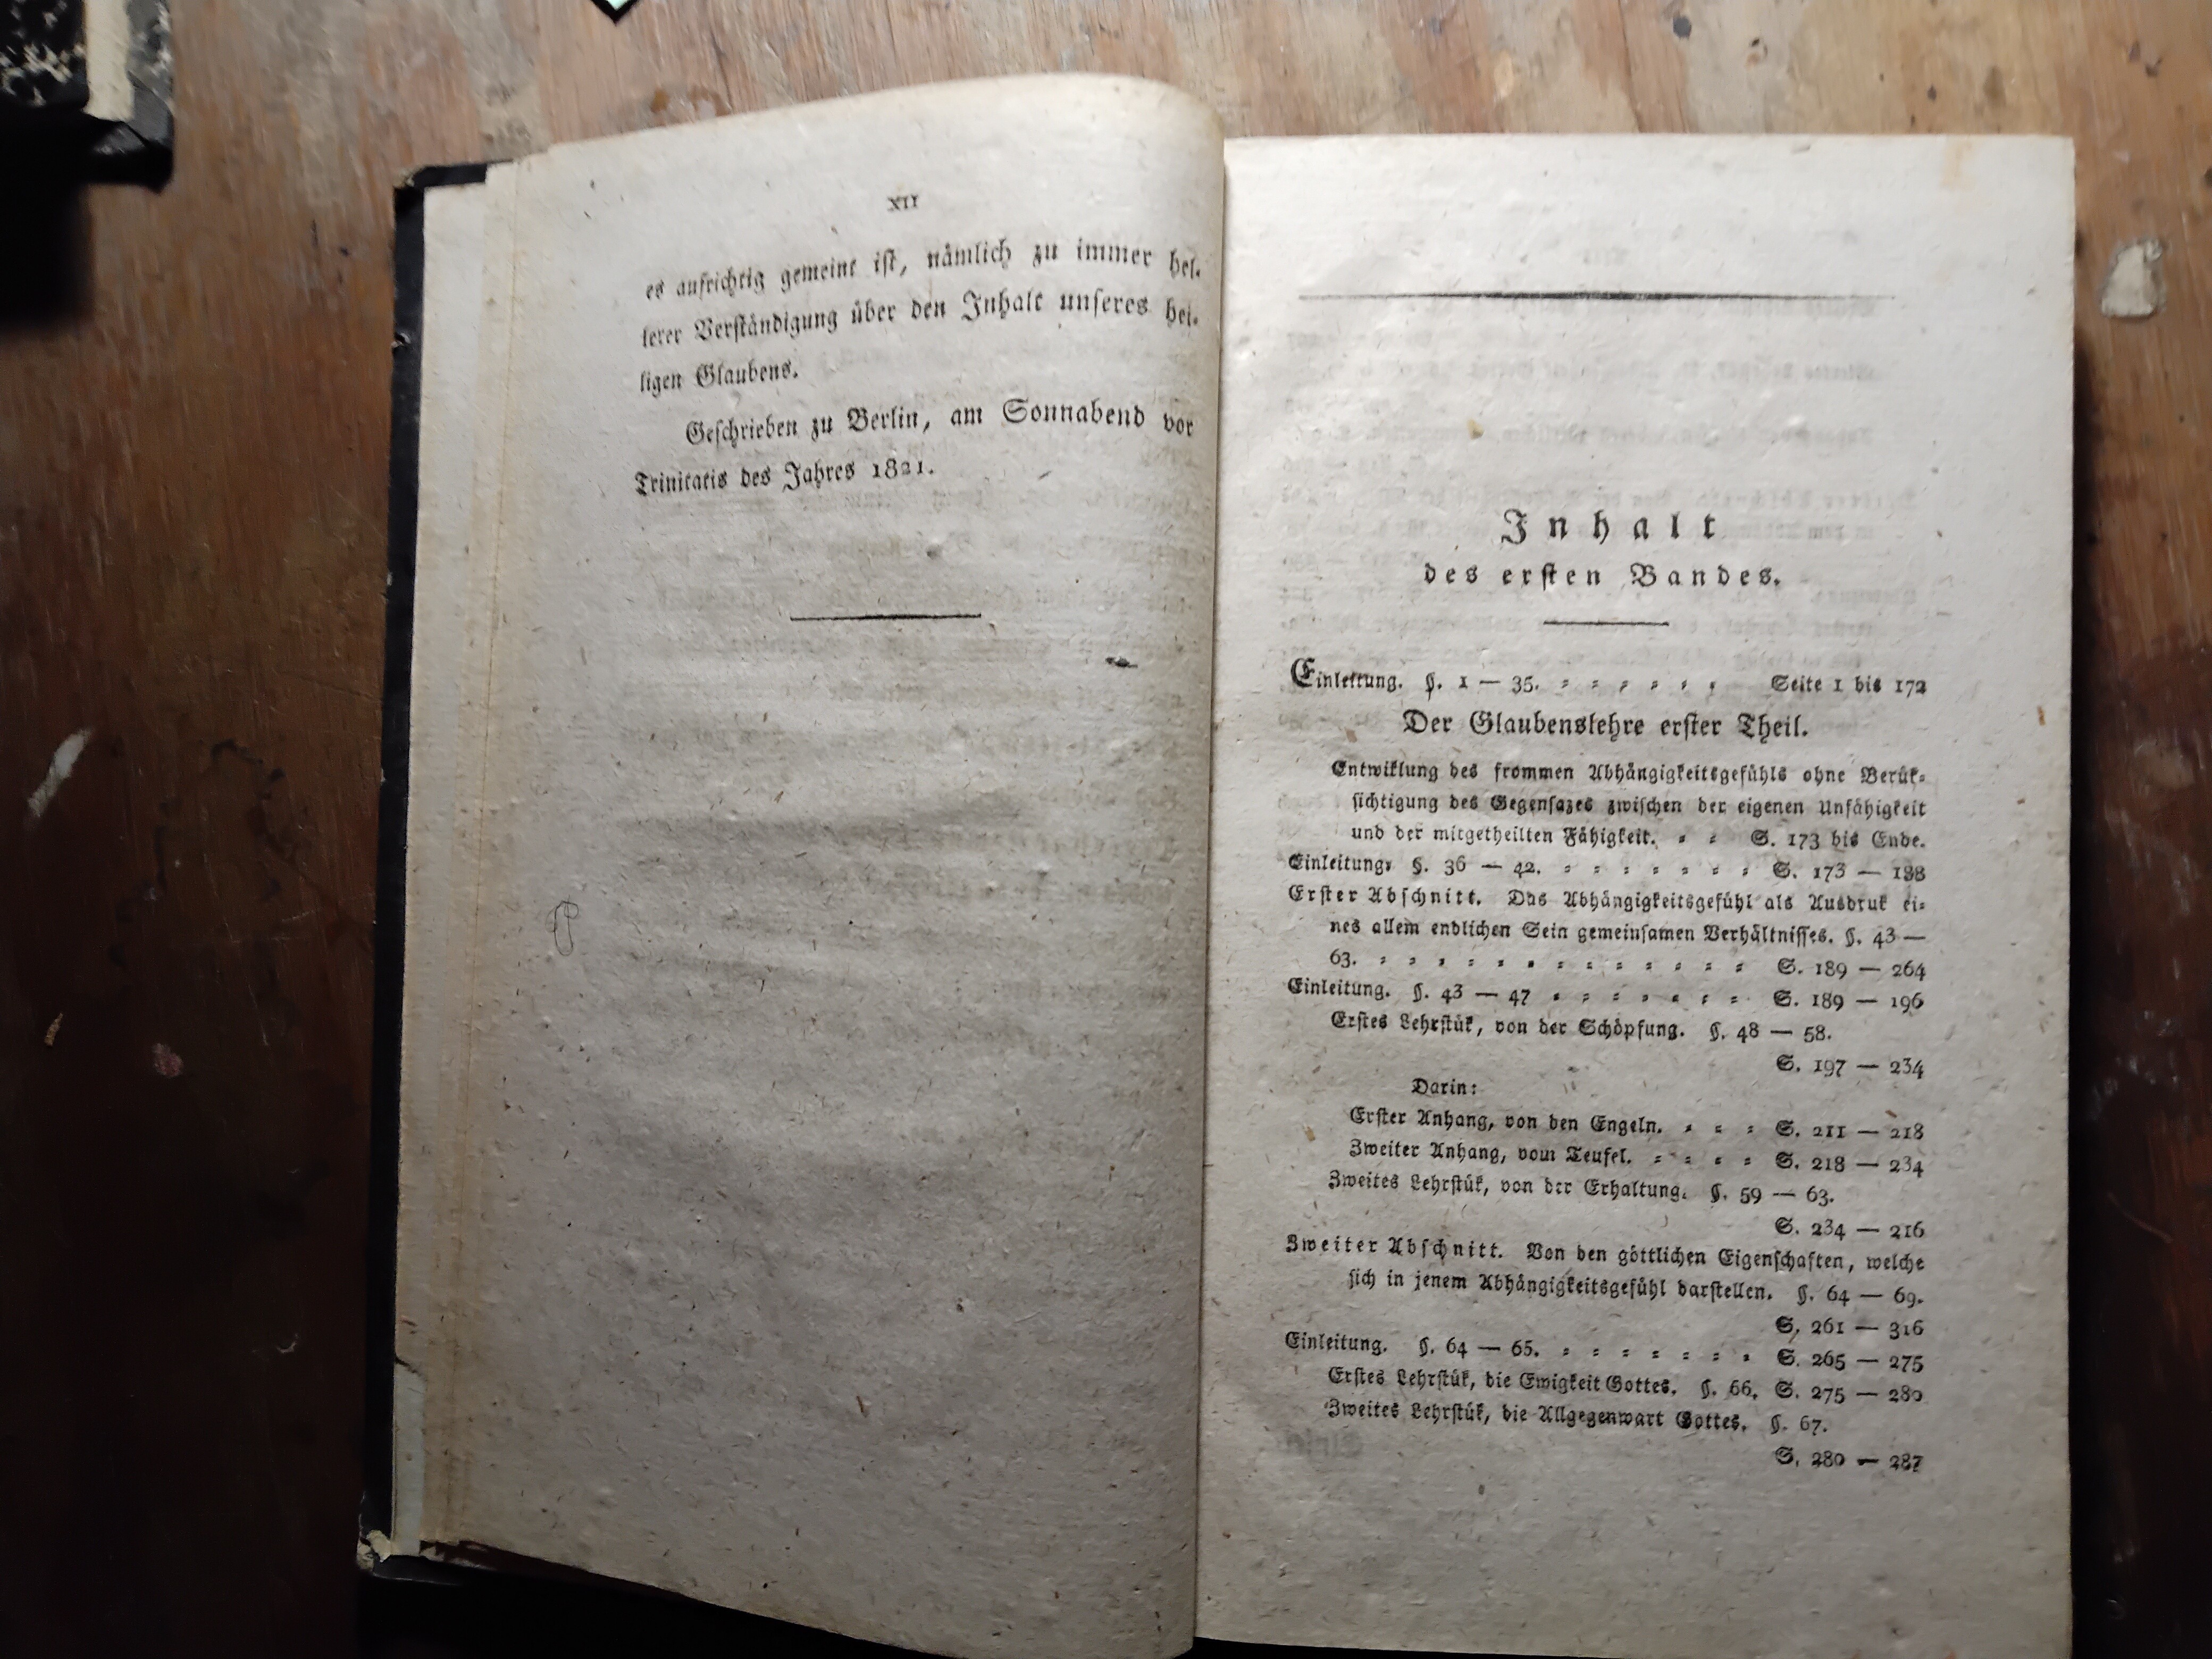 XII
es aufrichtig gemeint ist, nämlich zu immer hel-
lerer Verständigung über den Inhalt unseres hei-
ligen Glaubens.
Geschrieben zu Berlin, am Sonnabend vor
Trinitatis des Jahres 1821.
Inhalt
des ersten Bandes.
Einleitung. §. 1 — 35. = = = = = = Seite 1 bis 172
Der Glaubenslehre erster Theil.
Entwiklung des frommen Abhängigkeitsgefühls ohne Berük-
sichtigung des Gegensazes zwischen der eigenen Unfähigkeit
und der mitgetheilten Fähigkeit. = = S. 173 bis Ende.
Einleitung. §. 36 — 42. = = = = = = = S. 173 — 188
Erster Abschnitt. Das Abhängigkeitsgefühl als Ausdruk ei-
nes allem endlichen Sein gemeinsamen Verhältnisses. §. 43 —
63. = = = = = = = = = = = = = S. 189 — 264
Einleitung. §. 43 — 47 = = = = = = = S. 189 — 196
Erstes Lehrstük, von der Schöpfung. §. 48 — 58.
S. 197 — 234
Darin:
Erster Anhang, von den Engeln. = = = S. 211 — 218
Zweiter Anhang, vom Teufel. = = = = S. 218 — 234
Zweites Lehrstük, von der Erhaltung. §. 59 — 63.
S. 234 — 216
Zweiter Abschnitt. Von den göttlichen Eigenschaften, welche
sich in jenem Abhängigkeitsgefühl darstellen. §. 64 — 69.
S. 261 — 316
Einleitung. §. 64 — 65. = = = = = = = S. 265 — 275
Erstes Lehrstük, die Ewigkeit Gottes. §. 66. S. 275 — 280
Zweites Lehrstük, die Allgegenwart Gottes. §. 67.
S. 280 — 287